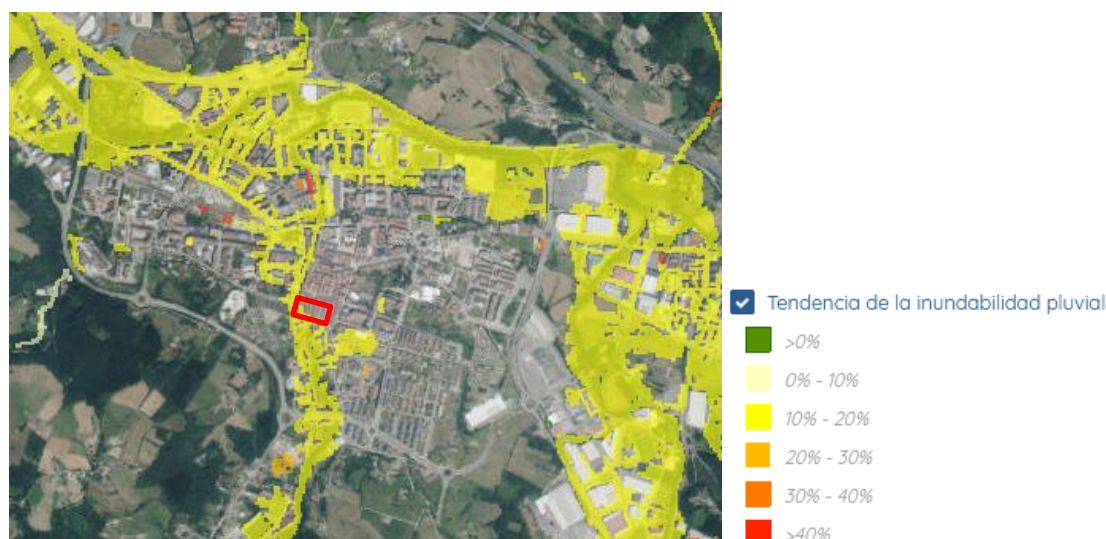 Tendencia de la inundabilidad pluvial
>0%
0% - 10%
10% - 20%
20% - 30%
30% - 40%
>40%